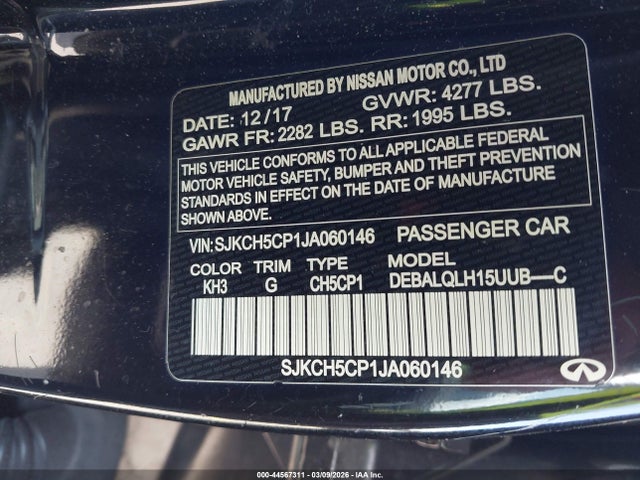 MANUFACTURED BY NISSAN MOTOR CO., LTD
DATE: 12/17 GVWR: 4277 LBS.
GAWR FR: 2282 LBS. RR: 1995 LBS.
THIS VEHICLE CONFORMS TO ALL APPLICABLE FEDERAL
MOTOR VEHICLE SAFETY, BUMPER AND THEFT PREVENTION
STANDARDS IN EFFECT ON THE DATE OF MANUFACTURE
SHOWN ABOVE.
VIN:SJKCH5CP1JA060146 PASSENGER CAR
COLOR TRIM TYPE MODEL
KH3 G CH5CP1 DEBALQLH15UUB—C
SJKCH5CP1JA060146
000-44567311 - 03/09/2026 - IAA Inc.